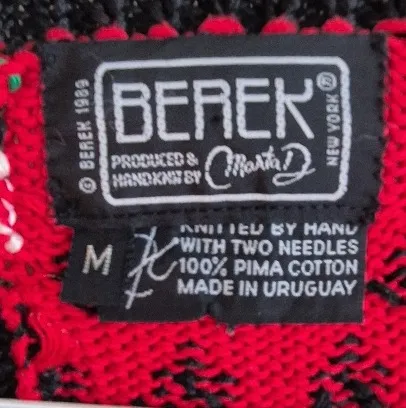 © BEREK 1989
BEREK®
NEW YORK
PRODUCED &
HANDKNIT BY
Marta D
M
KNITTED BY HAND
WITH TWO NEEDLES
100% PIMA COTTON
MADE IN URUGUAY